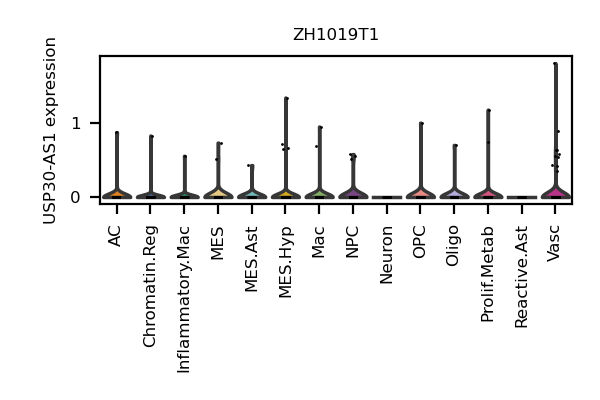 ZH1019T1
USP30-AS1 expression
1
0
AC
Chromatin.Reg
Inflammatory.Mac
MES
MES.Ast
MES.Hyp
Mac
NPC
Neuron
OPC
Oligo
Prolif.Metab
Reactive.Ast
Vasc